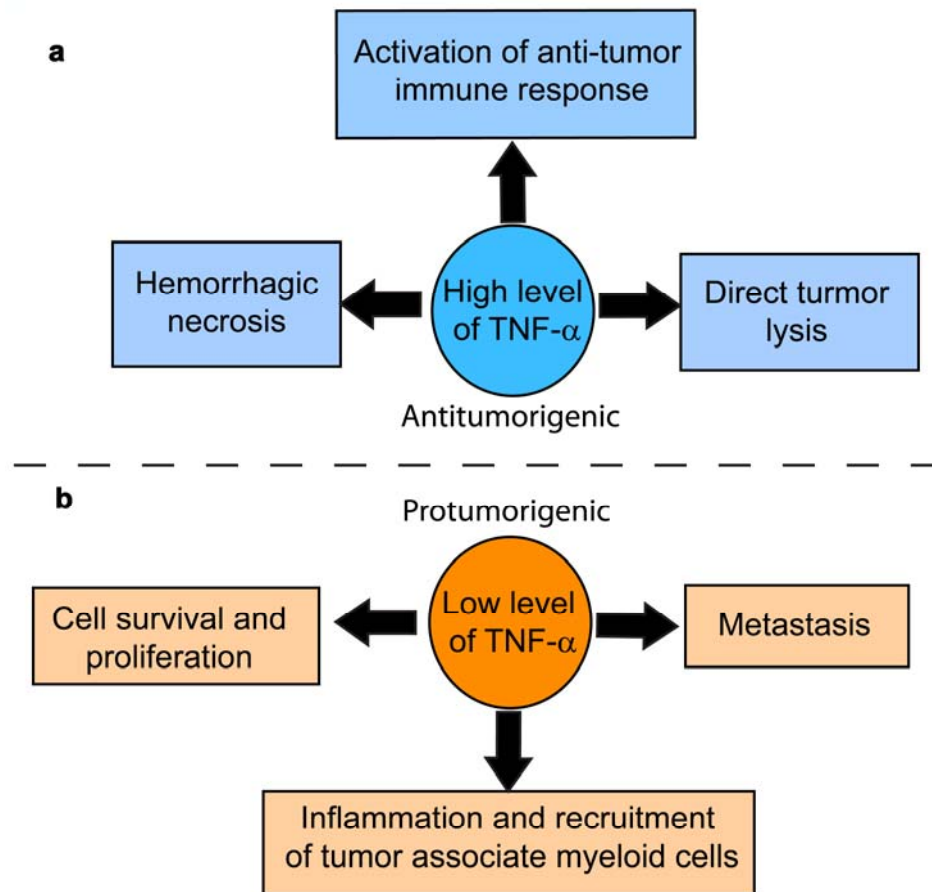 a
Activation of anti-tumor
immune response
Hemorrhagic
necrosis
High level
of TNF-α
Direct turmor
lysis
Antitumorigenic
b
Protumorigenic
Cell survival and
proliferation
Low level
of TNF-α
Metastasis
Inflammation and recruitment
of tumor associate myeloid cells